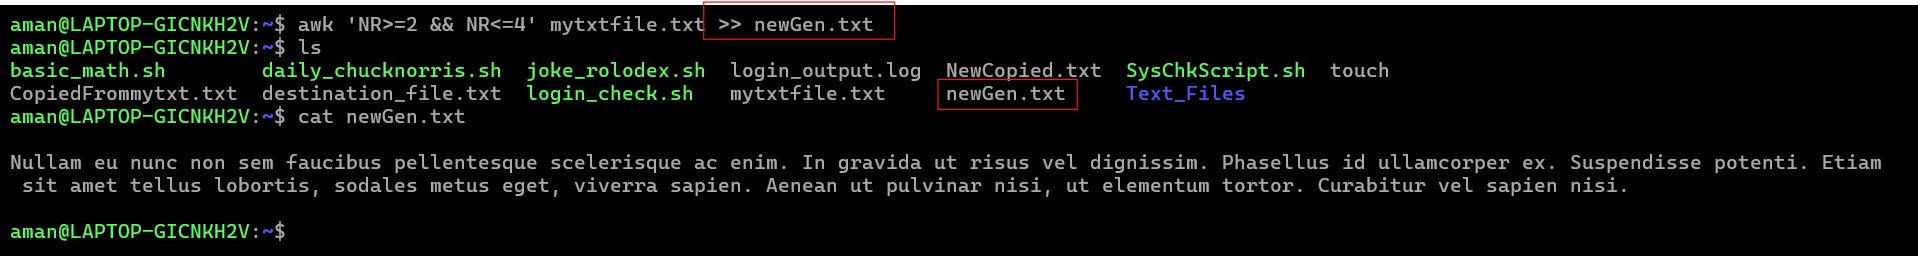 aman@LAPTOP-GICNKH2V:~$ awk 'NR>=2 && NR<=4' mytxtfile.txt >> newGen.txt
aman@LAPTOP-GICNKH2V:~$ ls
basic_math.sh daily_chucknorris.sh joke_rolodex.sh login_output.log NewCopied.txt SysChkScript.sh touch
CopiedFrommytxt.txt destination_file.txt login_check.sh mytxtfile.txt newGen.txt Text_Files
aman@LAPTOP-GICNKH2V:~$ cat newGen.txt
Nullam eu nunc non sem faucibus pellentesque scelerisque ac enim. In gravida ut risus vel dignissim. Phasellus id ullamcorper ex. Suspendisse potenti. Etiam
sit amet tellus lobortis, sodales metus eget, viverra sapien. Aenean ut pulvinar nisi, ut elementum tortor. Curabitur vel sapien nisi.
aman@LAPTOP-GICNKH2V:~$